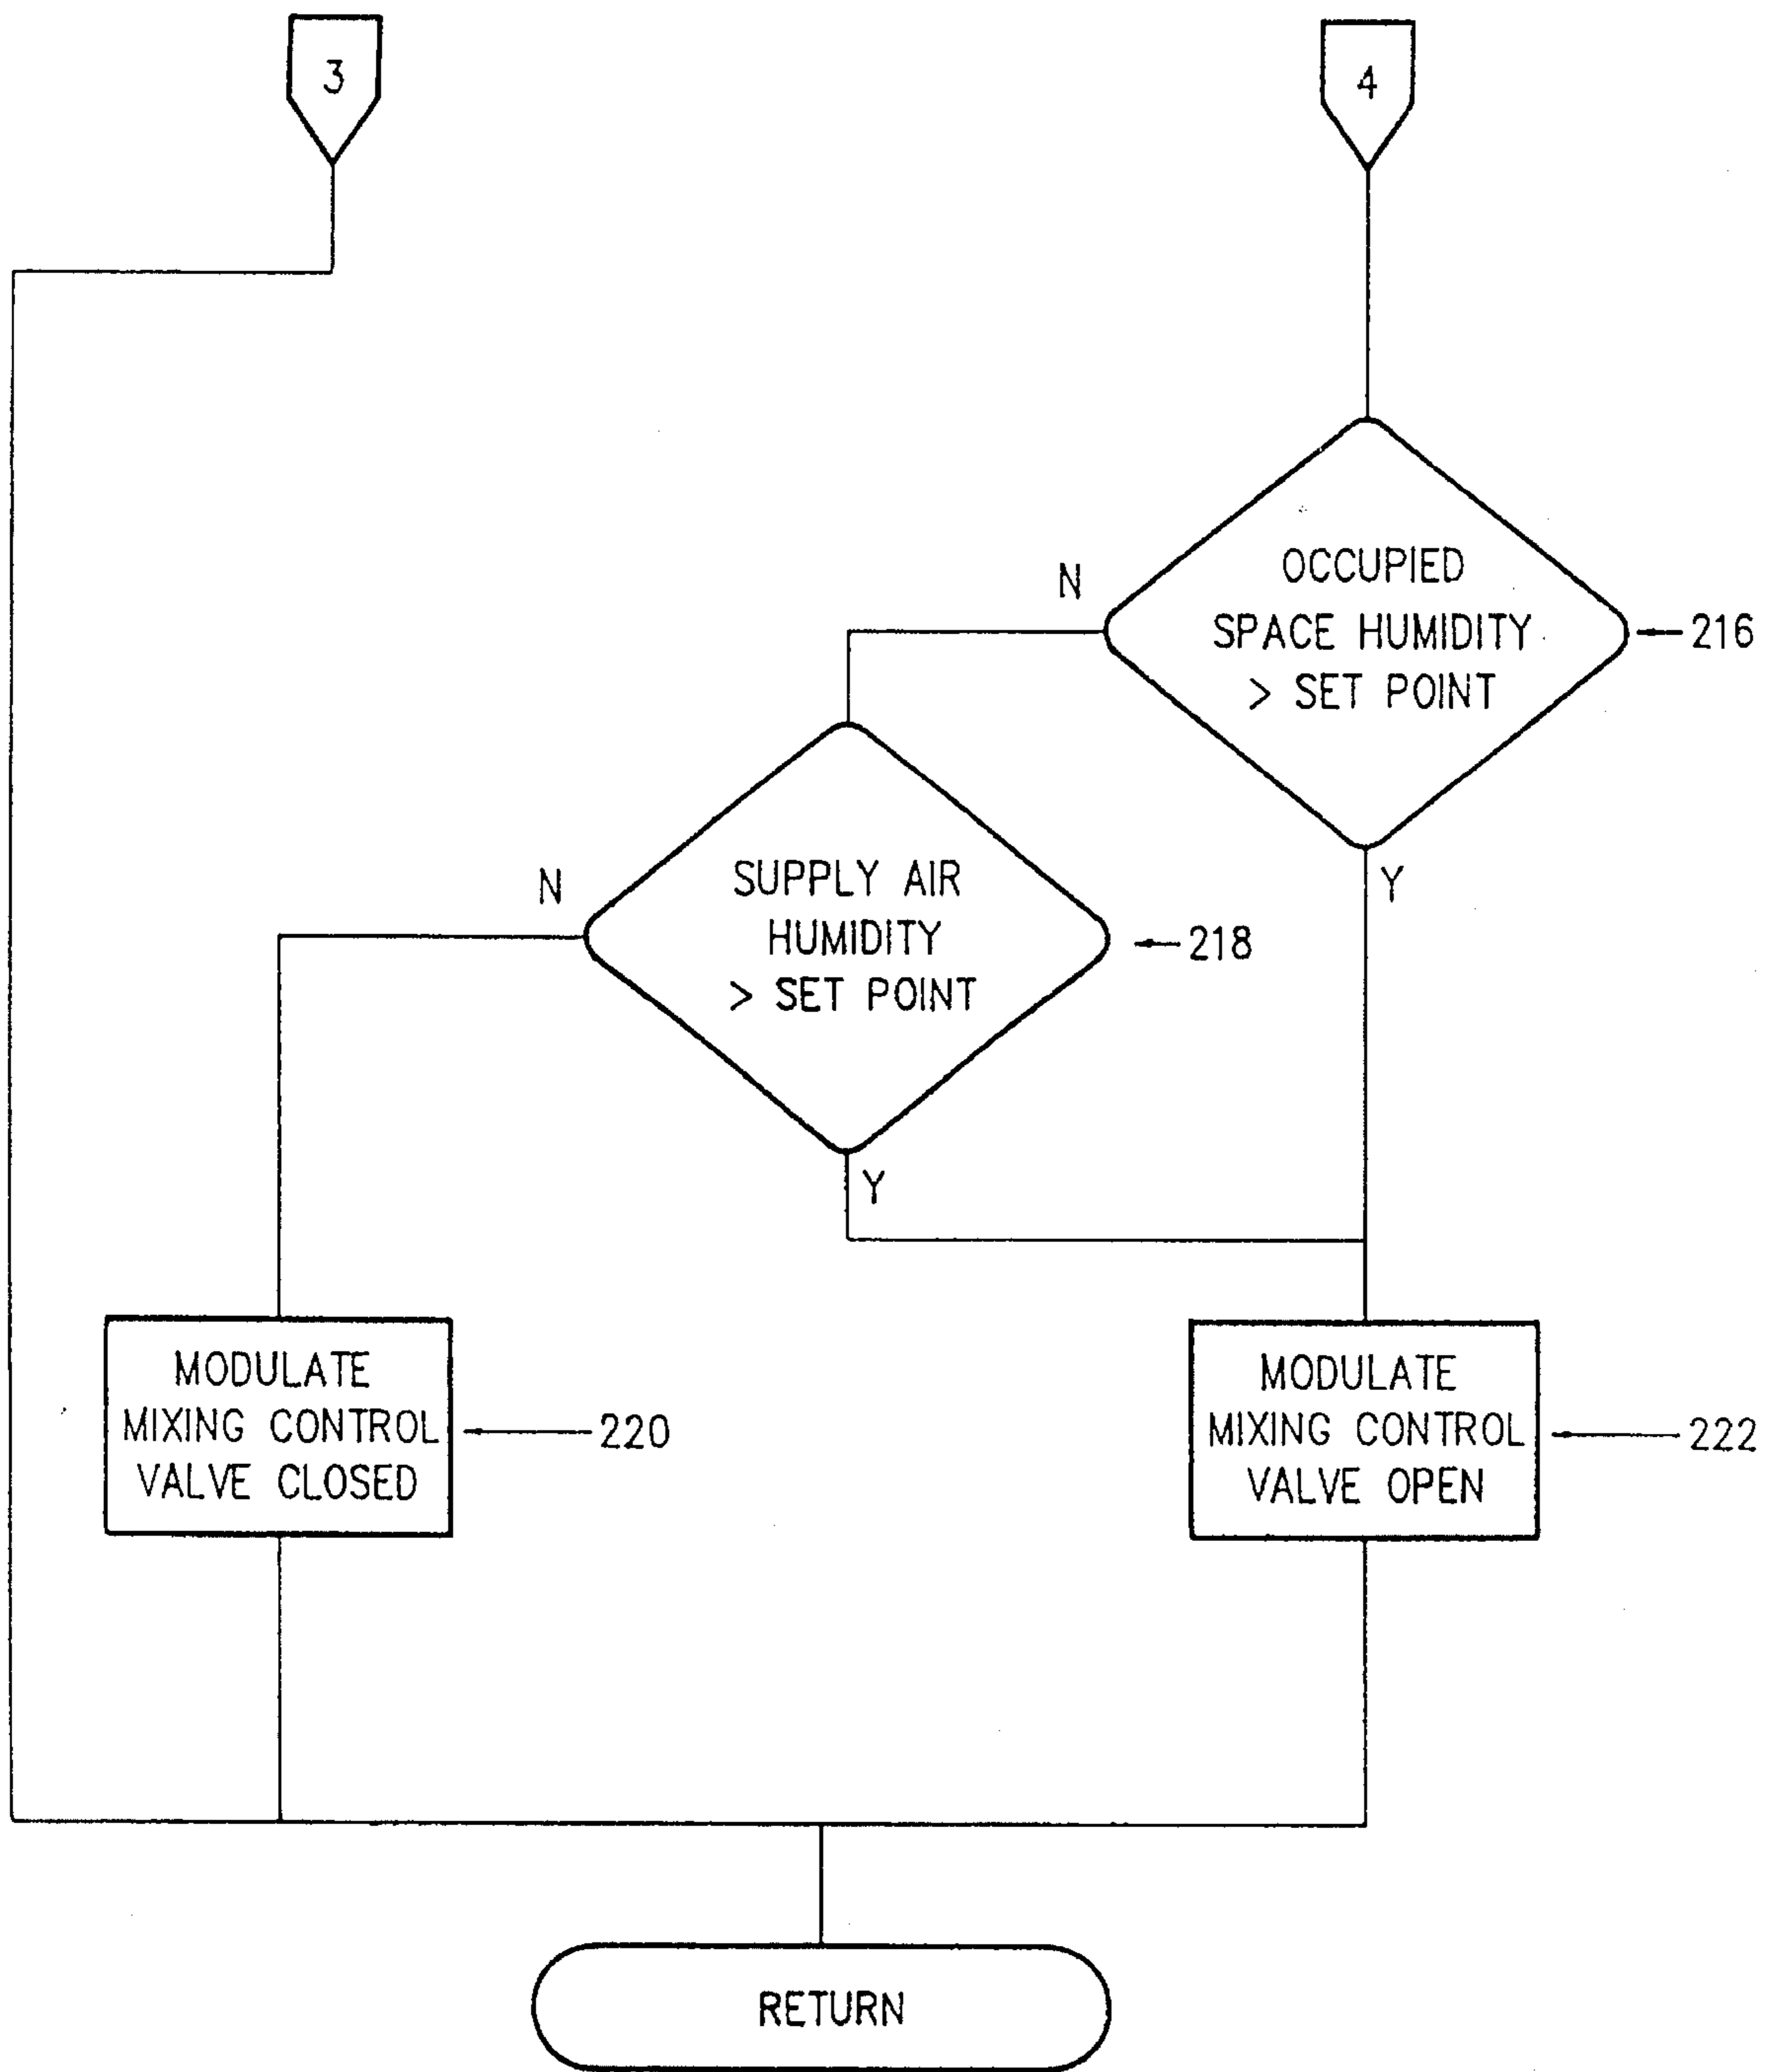 3
4
OCCUPIED
SPACE HUMIDITY
> SET POINT
216
N
Y
SUPPLY AIR
HUMIDITY
> SET POINT
218
N
Y
MODULATE
MIXING CONTROL
VALVE CLOSED
220
MODULATE
MIXING CONTROL
VALVE OPEN
222
RETURN